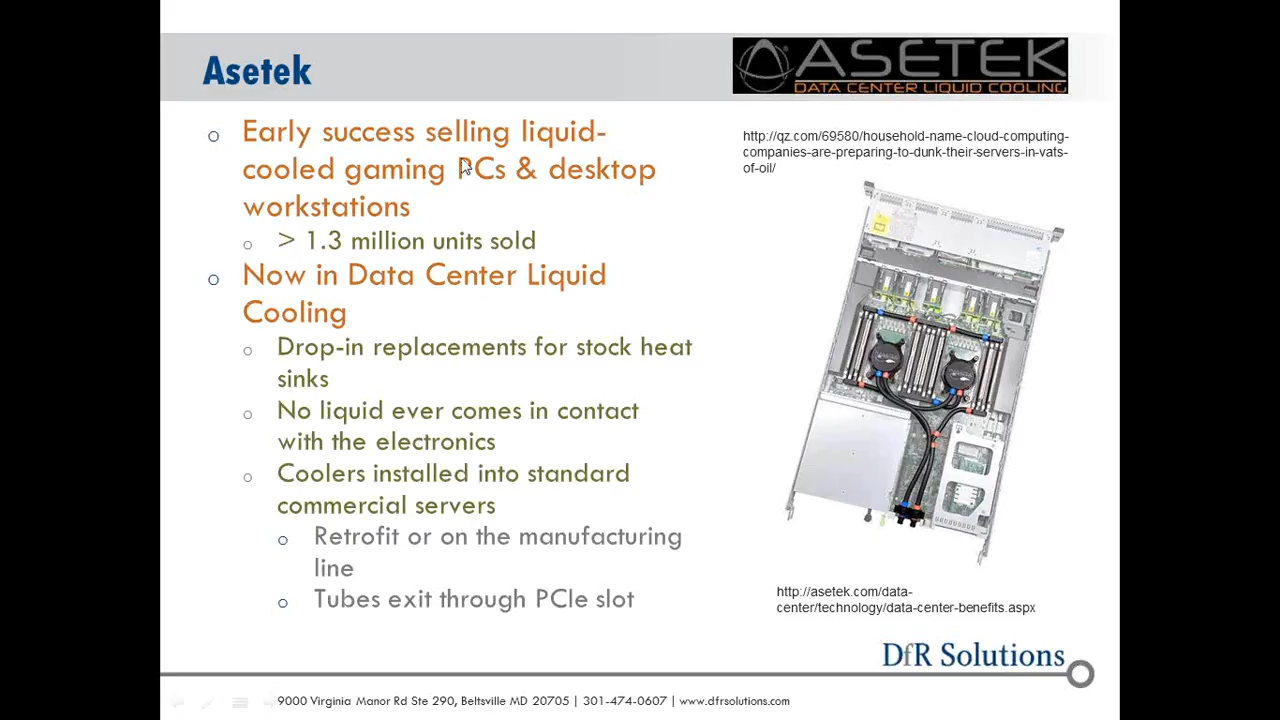 Asetek
ASETEK
DATA CENTER LIQUID COOLING
Early success selling liquid-
cooled gaming PCs & desktop
workstations
> 1.3 million units sold
Now in Data Center Liquid
Cooling
Drop-in replacements for stock heat
sinks
No liquid ever comes in contact
with the electronics
Coolers installed into standard
commercial servers
Retrofit or on the manufacturing
line
Tubes exit through PCIe slot
http://qz.com/69580/household-name-cloud-computing-
companies-are-preparing-to-dunk-their-servers-in-vats-
of-oil/
ASETEK
ASETEK
http://asetek.com/data-
center/technology/data-center-benefits.aspx
DfR Solutions
9000 Virginia Manor Rd Ste 290, Beltsville MD 20705 | 301-474-0607 | www.dfrsolutions.com